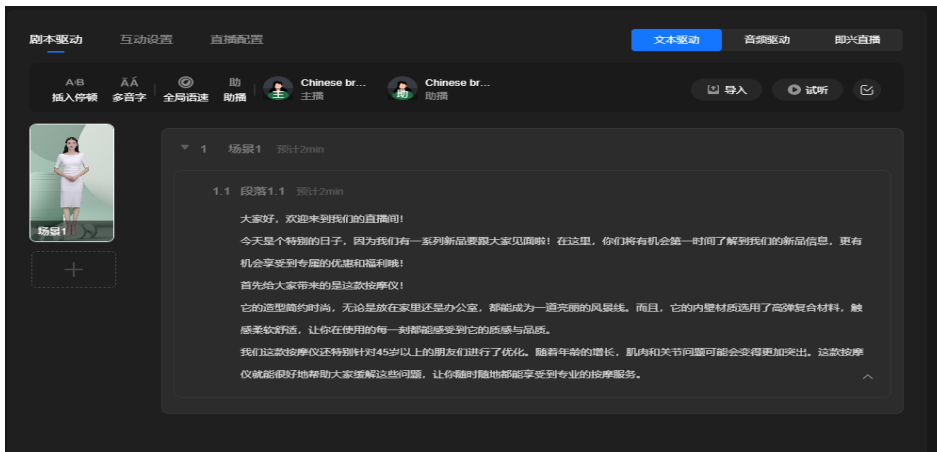 剧本驱动 互动设置 直播配置 文本驱动 音频驱动 即兴直播
A·B ĀÁ 助 Chinese br... Chinese br...
插入停顿 多音字 全局语速 助播 主 主播 助 助播 导入 试听
1 场景1 预计2min
1.1 段落1.1 预计2min
场景1
大家好，欢迎来到我们的直播间！
今天是个特别的日子，因为我们有一系列新品要跟大家见面啦！在这里，你们将有机会第一时间了解到我们的新品信息，更有
机会享受到专属的优惠和福利哦！
首先给大家带来的是这款按摩仪！
它的造型简约时尚，无论是放在家里还是办公室，都能成为一道亮丽的风景线。而且，它的内壁材质选用了高弹复合材料，触
感柔软舒适，让你在使用的每一刻都能感受到它的质感与品质。
我们这款按摩仪还特别针对45岁以上的朋友们进行了优化。随着年龄的增长，肌肉和关节问题可能会变得更加突出。这款按摩
仪就能很好地帮助大家缓解这些问题，让你随时随地都能享受到专业的按摩服务。